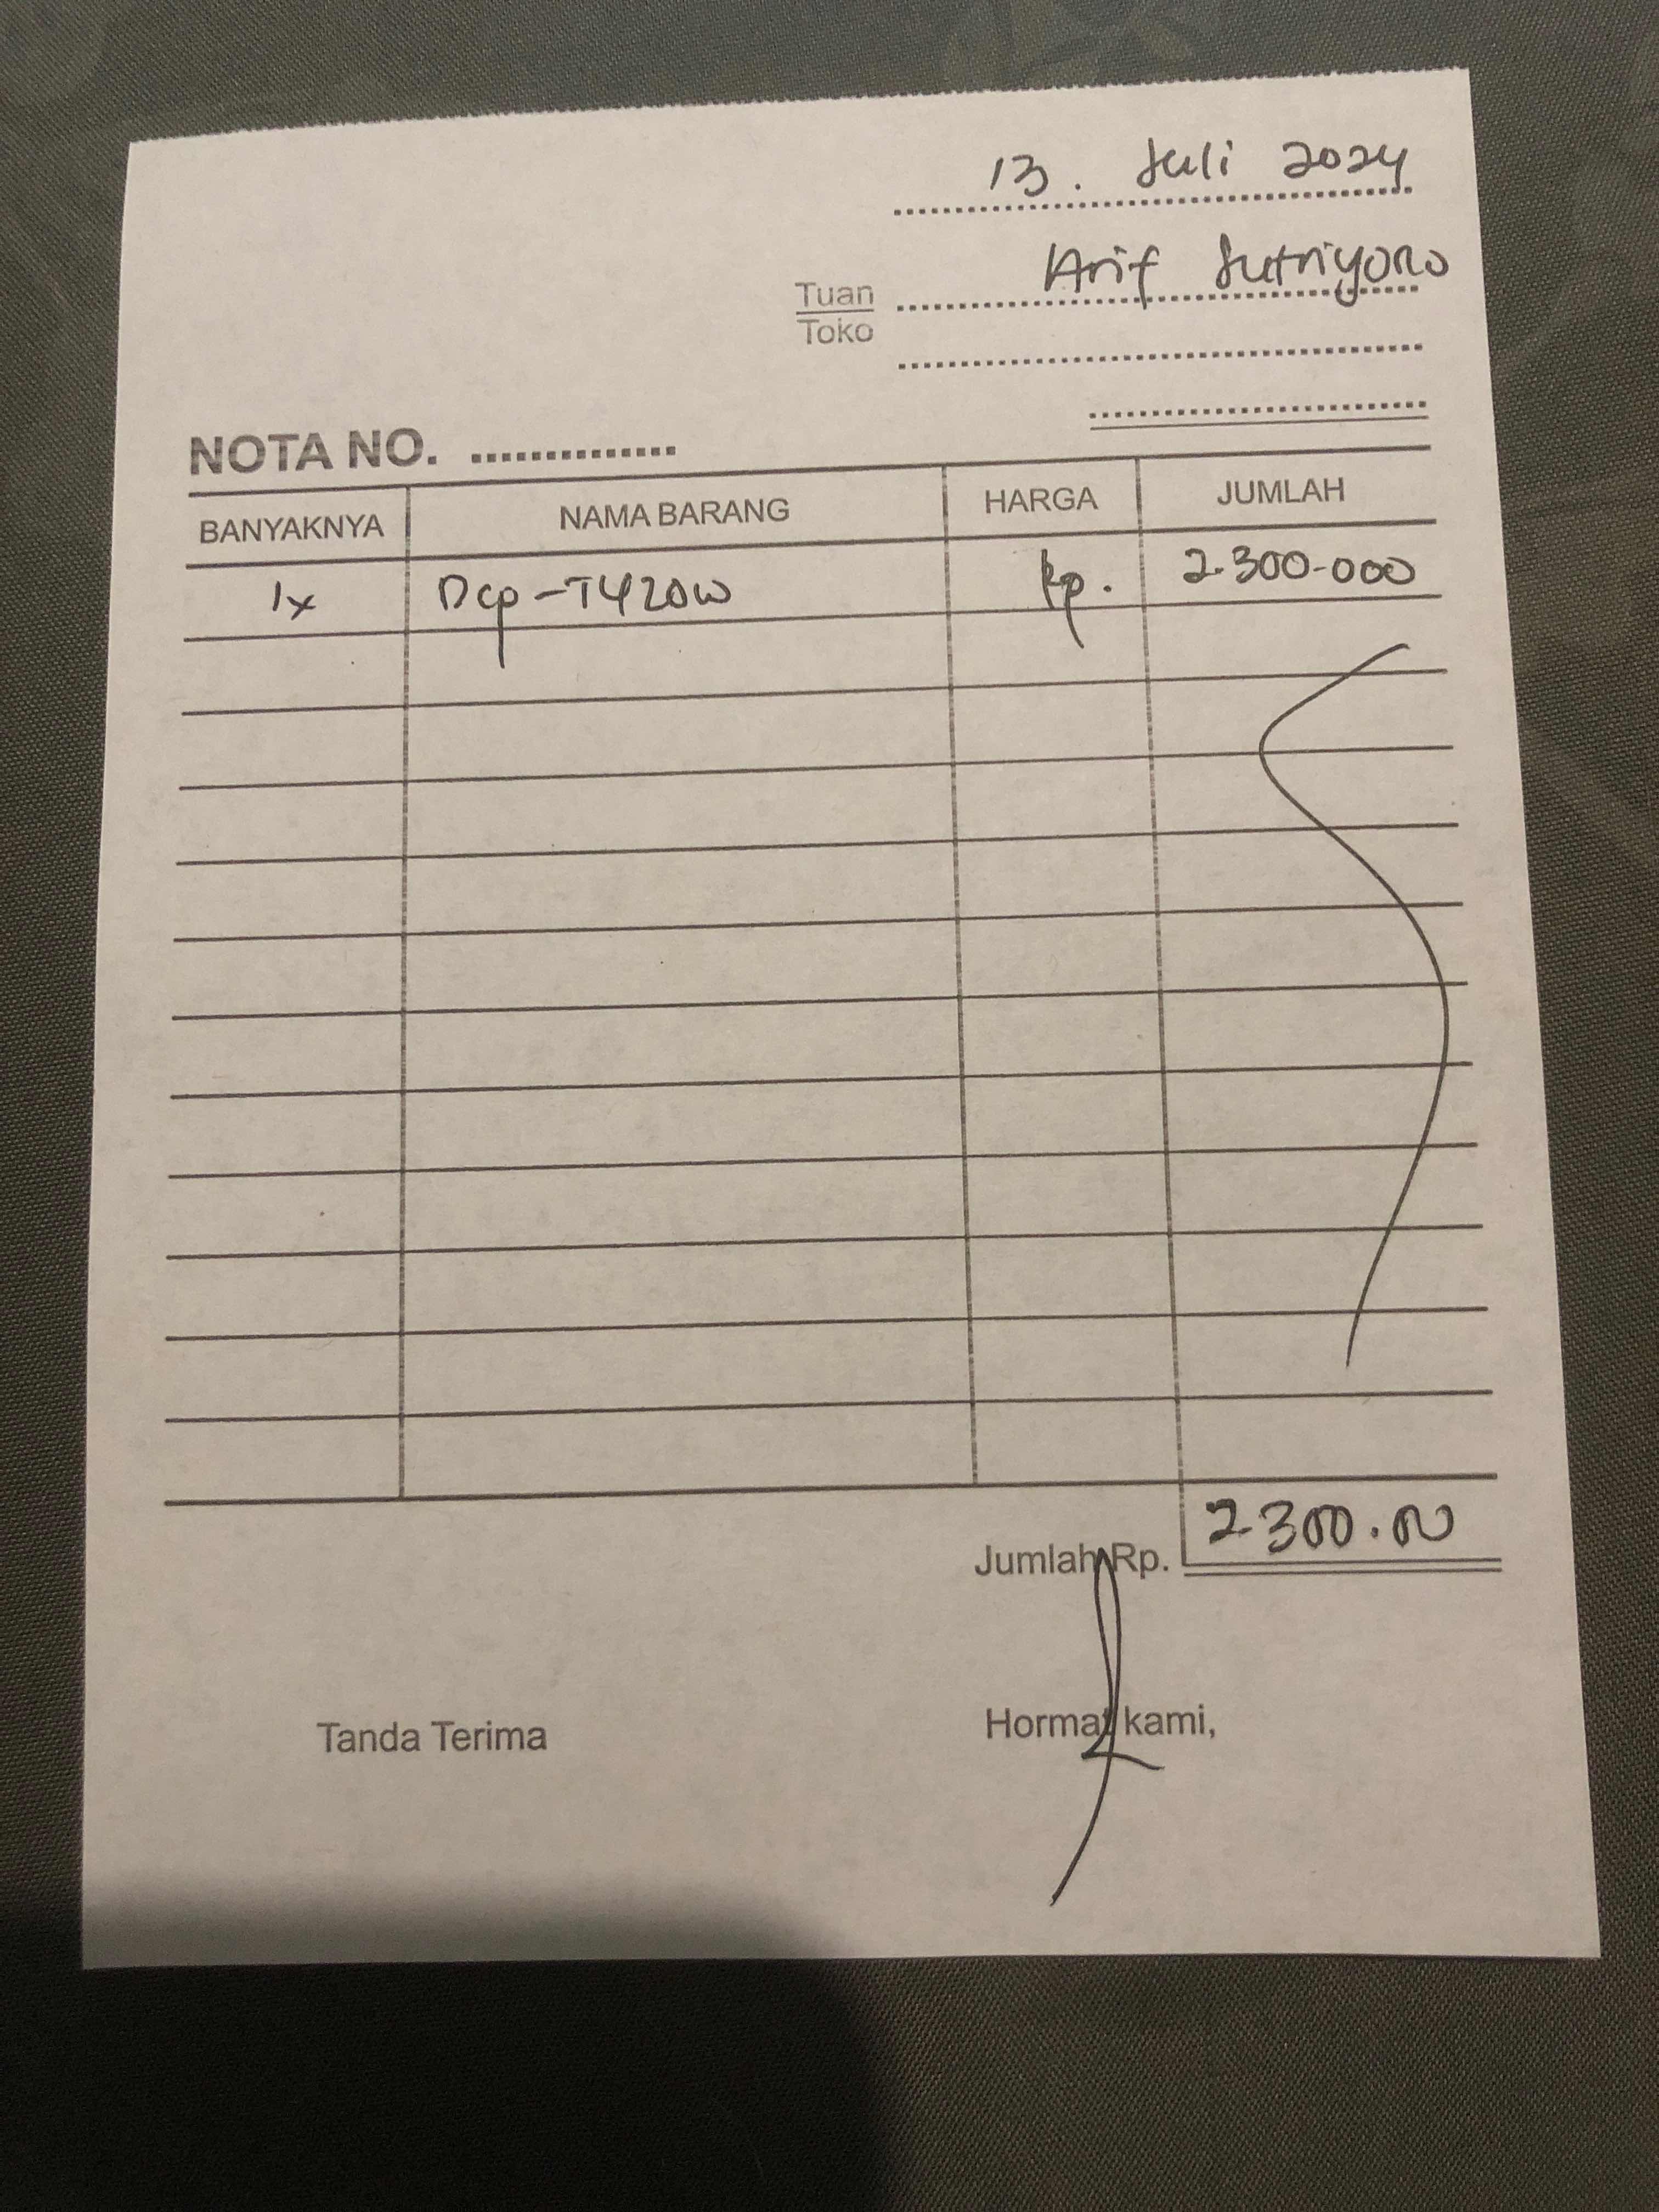 13. Juli 2024
Tuan Arif Sutriyono
Toko
NOTA NO. ..............
BANYAKNYA NAMA BARANG HARGA JUMLAH
1x Dcp-T420W Rp. 2.300-000
Jumlah Rp. 2.300.00
Tanda Terima Hormat kami,